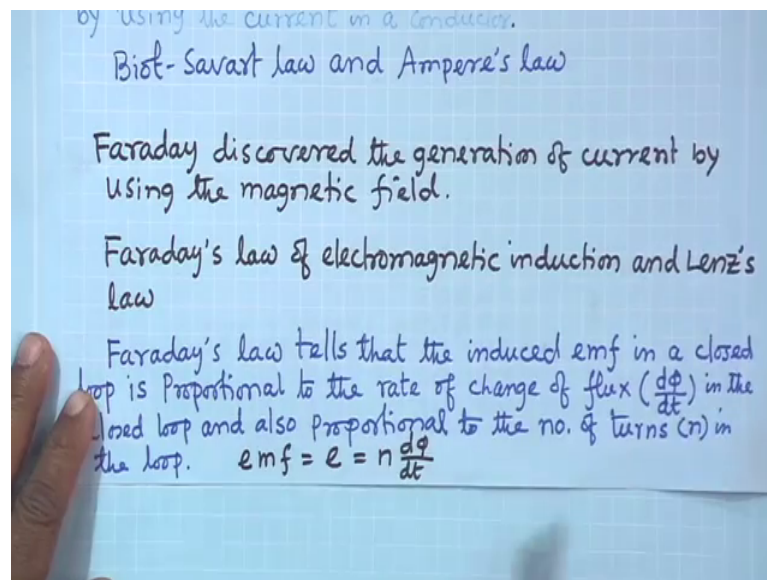 by using the current in a conductor.
Biot-Savart law and Ampere's law
Faraday discovered the generation of current by
using the magnetic field.
Faraday's law of electromagnetic induction and Lenz's
law
Faraday's law tells that the induced emf in a closed
loop is Proportional to the rate of change of flux (dφ/dt) in the
closed loop and also proportional to the no. of turns (n) in
the loop. emf = e = n dφ/dt